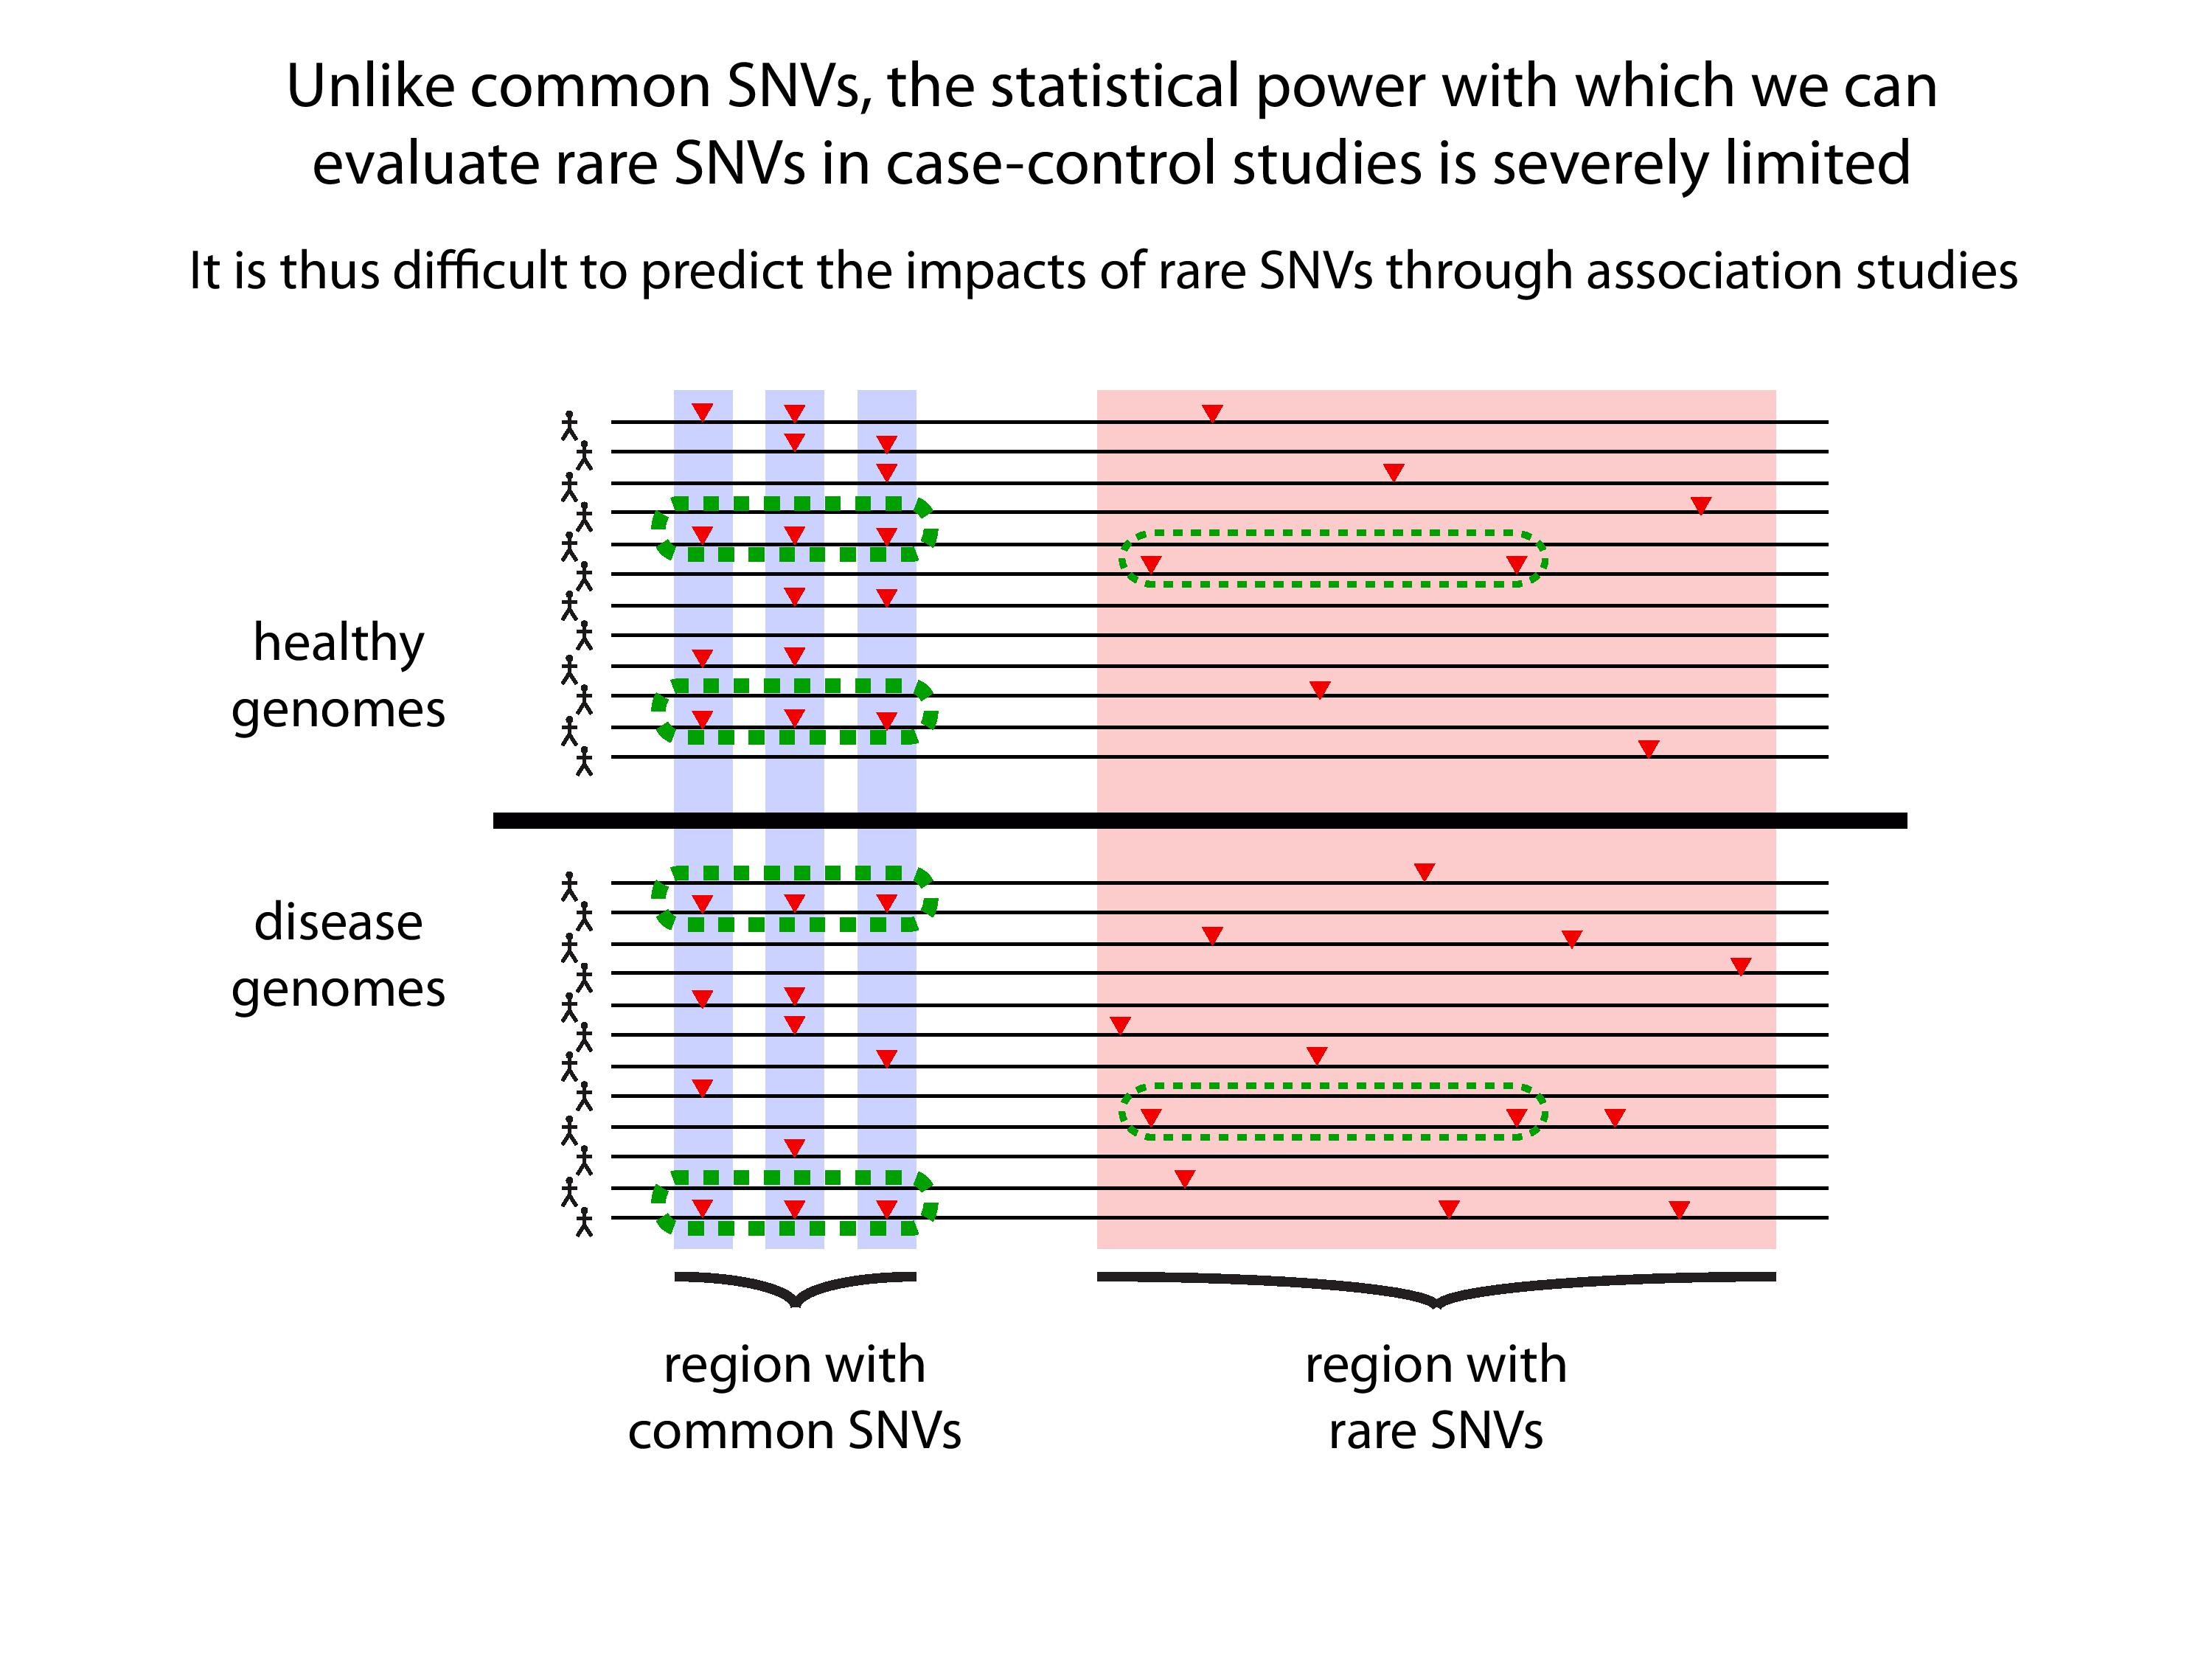 Unlike common SNVs, the statistical power with which we can
evaluate rare SNVs in case-control studies is severely limited
It is thus difficult to predict the impacts of rare SNVs through association studies
healthy
genomes
disease
genomes
region with
common SNVs
region with
rare SNVs